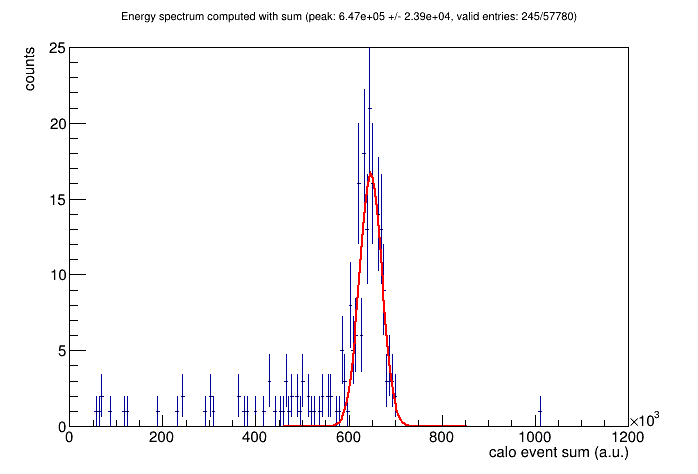 Energy spectrum computed with sum (peak: 6.47e+05 +/- 2.39e+04, valid entries: 245/57780)
counts
25
20
15
10
5
0
0 200 400 600 800 1000 1200
×10³
calo event sum (a.u.)